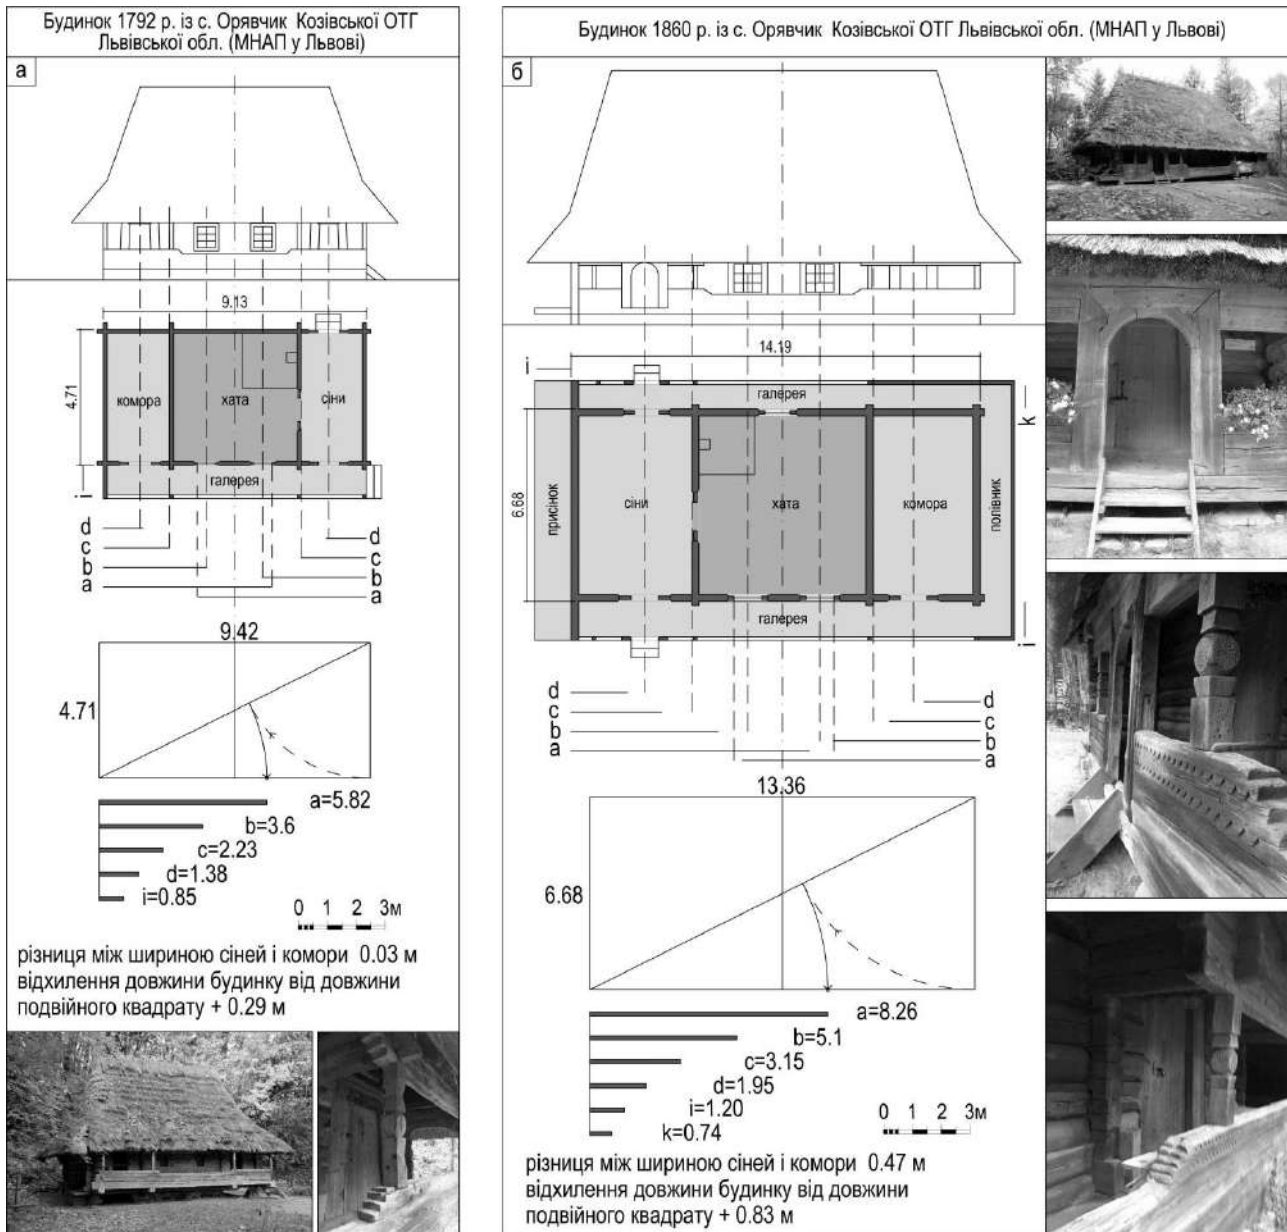 Будинок 1792 р. із с. Орявчик Козівської ОТГ
Львівської обл. (МНАП у Львові)
а
9.13
4.71
комора
хата
сіни
галерея
i
d
c
b
a
d
c
b
a
9.42
4.71
a=5.82
b=3.6
c=2.23
d=1.38
i=0.85
0 1 2 3м
різниця між шириною сіней і комори 0.03 м
відхилення довжини будинку від довжини
подвійного квадрату + 0.29 м
Будинок 1860 р. із с. Орявчик Козівської ОТГ Львівської обл. (МНАП у Львові)
б
i
14.19
галерея
k
6.68
присінок
сіни
хата
комора
полівник
галерея
i
d
c
b
a
d
c
b
a
13.36
6.68
a=8.26
b=5.1
c=3.15
d=1.95
i=1.20
k=0.74
0 1 2 3м
різниця між шириною сіней і комори 0.47 м
відхилення довжини будинку від довжини
подвійного квадрату + 0.83 м